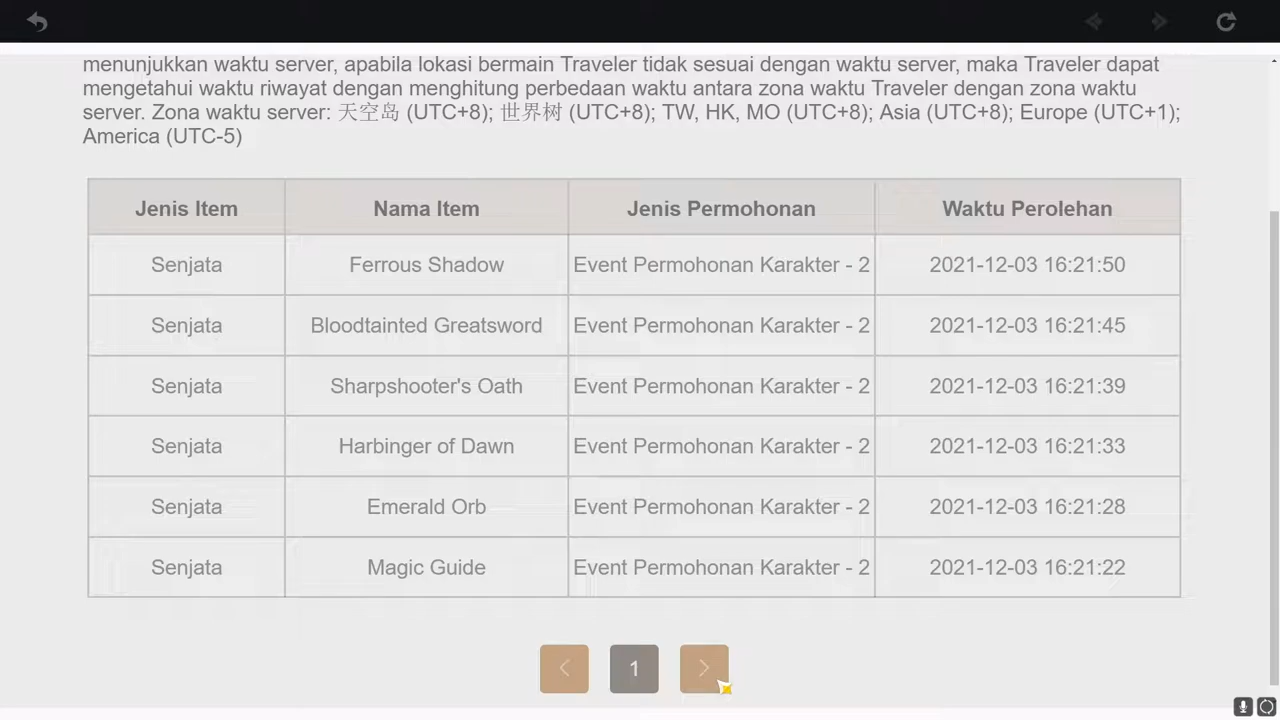 menunjukkan waktu server, apabila lokasi bermain Traveler tidak sesuai dengan waktu server, maka Traveler dapat
mengetahui waktu riwayat dengan menghitung perbedaan waktu antara zona waktu Traveler dengan zona waktu
server. Zona waktu server: 天空岛 (UTC+8); 世界树 (UTC+8); TW, HK, MO (UTC+8); Asia (UTC+8); Europe (UTC+1);
America (UTC-5)
Jenis Item Nama Item Jenis Permohonan Waktu Perolehan
Senjata Ferrous Shadow Event Permohonan Karakter - 2 2021-12-03 16:21:50
Senjata Bloodtainted Greatsword Event Permohonan Karakter - 2 2021-12-03 16:21:45
Senjata Sharpshooter's Oath Event Permohonan Karakter - 2 2021-12-03 16:21:39
Senjata Harbinger of Dawn Event Permohonan Karakter - 2 2021-12-03 16:21:33
Senjata Emerald Orb Event Permohonan Karakter - 2 2021-12-03 16:21:28
Senjata Magic Guide Event Permohonan Karakter - 2 2021-12-03 16:21:22
1